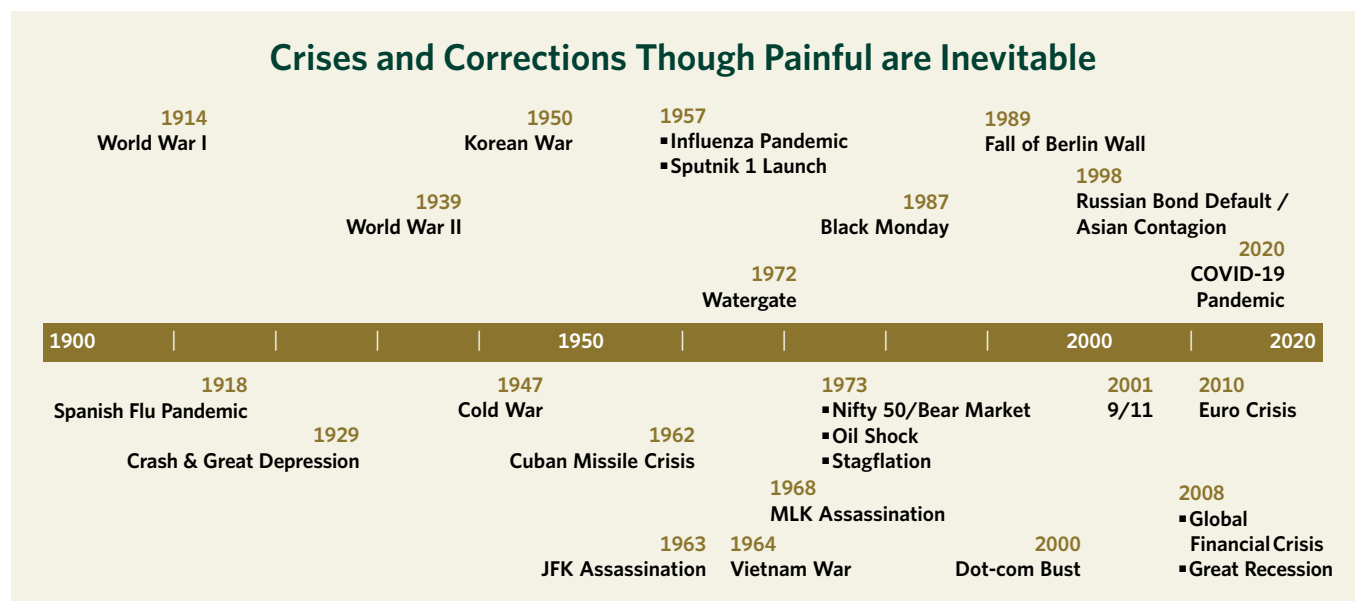 Crises and Corrections Though Painful are Inevitable
1914
World War I
1950
Korean War
1957
▪Influenza Pandemic
▪Sputnik 1 Launch
1989
Fall of Berlin Wall
1939
World War II
1987
Black Monday
1998
Russian Bond Default /
Asian Contagion
1972
Watergate
2020
COVID-19
Pandemic
1900 1950 2000 2020
1918
Spanish Flu Pandemic
1947
Cold War
1973
▪Nifty 50/Bear Market
▪Oil Shock
▪Stagflation
2001
9/11
2010
Euro Crisis
1929
Crash & Great Depression
1962
Cuban Missile Crisis
1968
MLK Assassination
2008
▪Global
Financial Crisis
▪Great Recession
1963
JFK Assassination
1964
Vietnam War
2000
Dot-com Bust